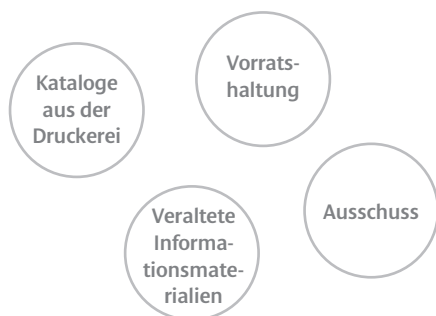 Kataloge
aus der
Druckerei
Vorrats-
haltung
Veraltete
Informa-
tionsmate-
rialien
Ausschuss